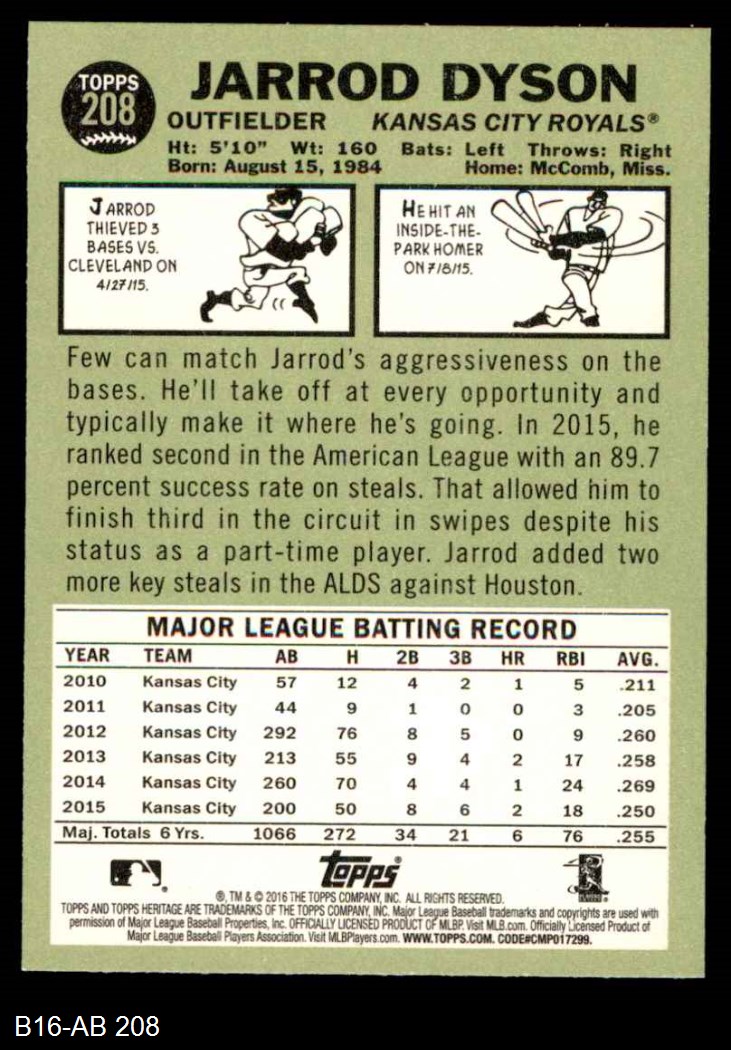 TOPPS
208
JARROD DYSON
OUTFIELDER KANSAS CITY ROYALS®
Ht: 5'10" Wt: 160 Bats: Left Throws: Right
Born: August 15, 1984 Home: McComb, Miss.
JARROD
THIEVED 3
BASES VS.
CLEVELAND ON
4/27/15.
HE HIT AN
INSIDE-THE-
PARK HOMER
ON 7/8/15.
Few can match Jarrod's aggressiveness on the
bases. He'll take off at every opportunity and
typically make it where he's going. In 2015, he
ranked second in the American League with an 89.7
percent success rate on steals. That allowed him to
finish third in the circuit in swipes despite his
status as a part-time player. Jarrod added two
more key steals in the ALDS against Houston.
MAJOR LEAGUE BATTING RECORD
YEAR TEAM AB H 2B 3B HR RBI AVG.
2010 Kansas City 57 12 4 2 1 5 .211
2011 Kansas City 44 9 1 0 0 3 .205
2012 Kansas City 292 76 8 5 0 9 .260
2013 Kansas City 213 55 9 4 2 17 .258
2014 Kansas City 260 70 4 4 1 24 .269
2015 Kansas City 200 50 8 6 2 18 .250
Maj. Totals 6 Yrs. 1066 272 34 21 6 76 .255
Topps®
®, TM & © 2016 THE TOPPS COMPANY, INC. ALL RIGHTS RESERVED.
TOPPS AND TOPPS HERITAGE ARE TRADEMARKS OF THE TOPPS COMPANY, INC. Major League Baseball trademarks and copyrights are used with
permission of Major League Baseball Properties, Inc. OFFICIALLY LICENSED PRODUCT OF MLBP. Visit MLB.com. Officially Licensed Product of
Major League Baseball Players Association. Visit MLBPlayers.com. WWW.TOPPS.COM. CODE#CMP017299.
B16-AB 208